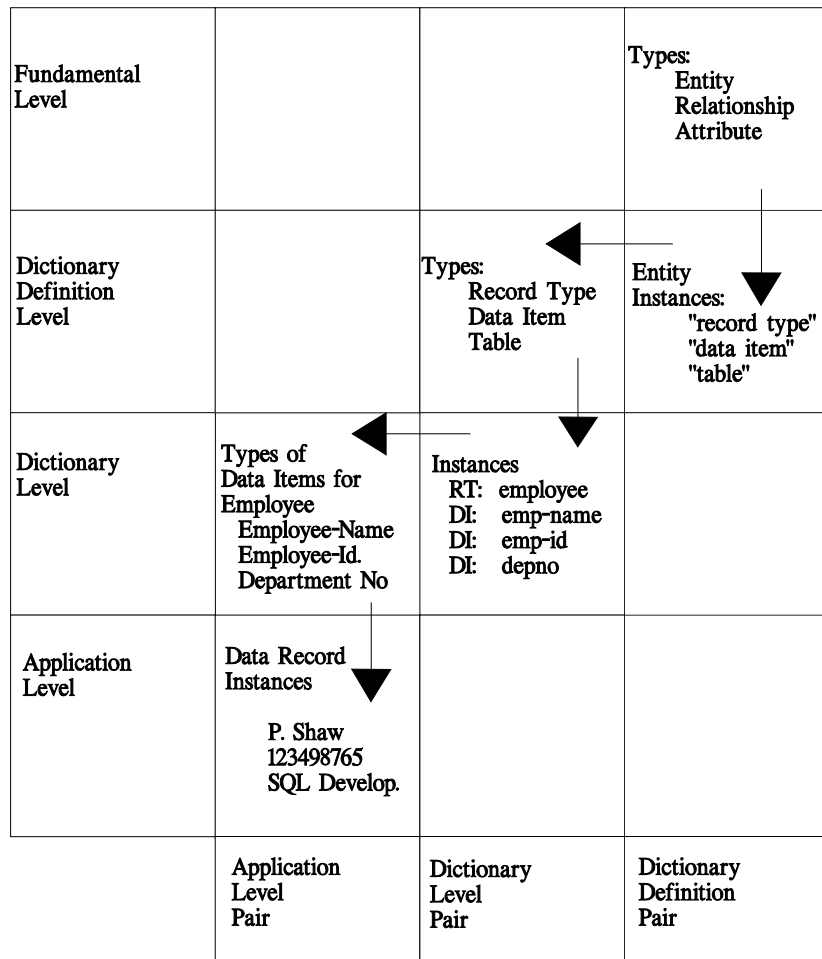 Fundamental
Level
Types:
Entity
Relationship
Attribute
Dictionary
Definition
Level
Types:
Record Type
Data Item
Table
Entity
Instances:
"record type"
"data item"
"table"
Dictionary
Level
Types of
Data Items for
Employee
Employee-Name
Employee-Id.
Department No
Instances
RT: employee
DI: emp-name
DI: emp-id
DI: depno
Application
Level
Data Record
Instances
P. Shaw
123498765
SQL Develop.
Application
Level
Pair
Dictionary
Level
Pair
Dictionary
Definition
Pair